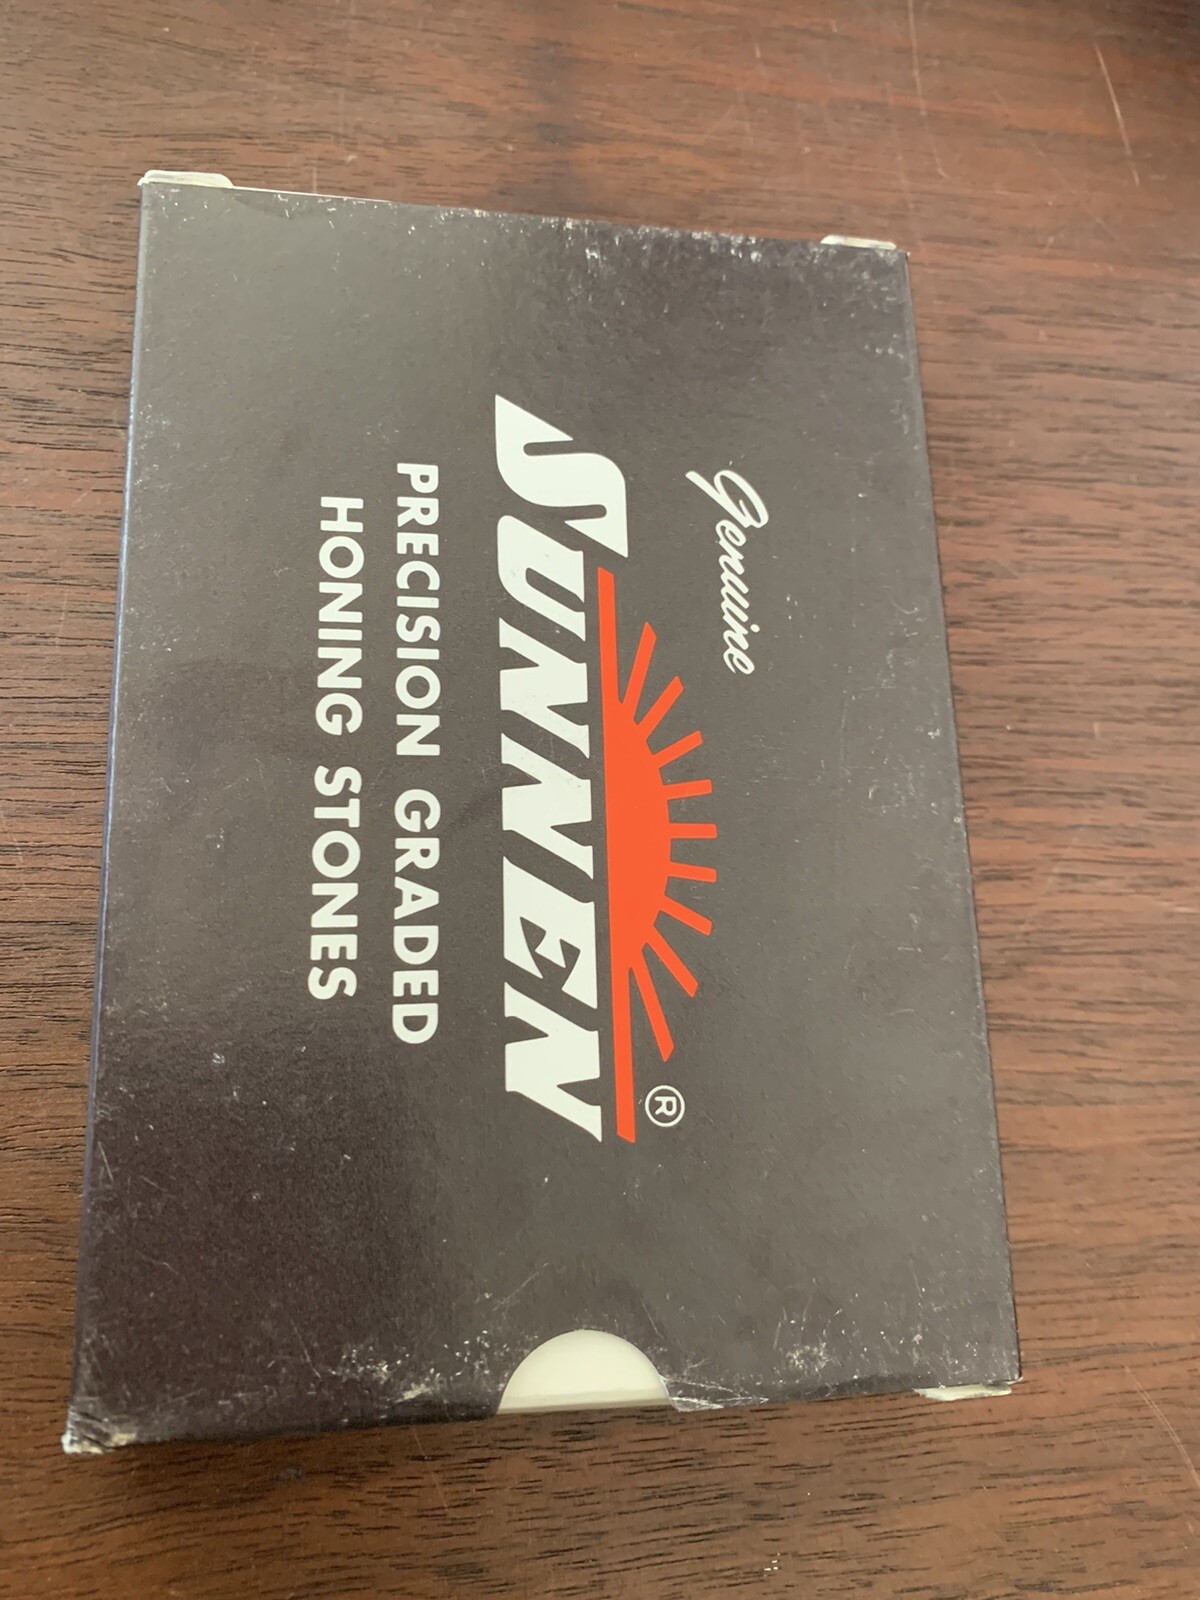 Genuine
SUNNEN®
PRECISION GRADED
HONING STONES